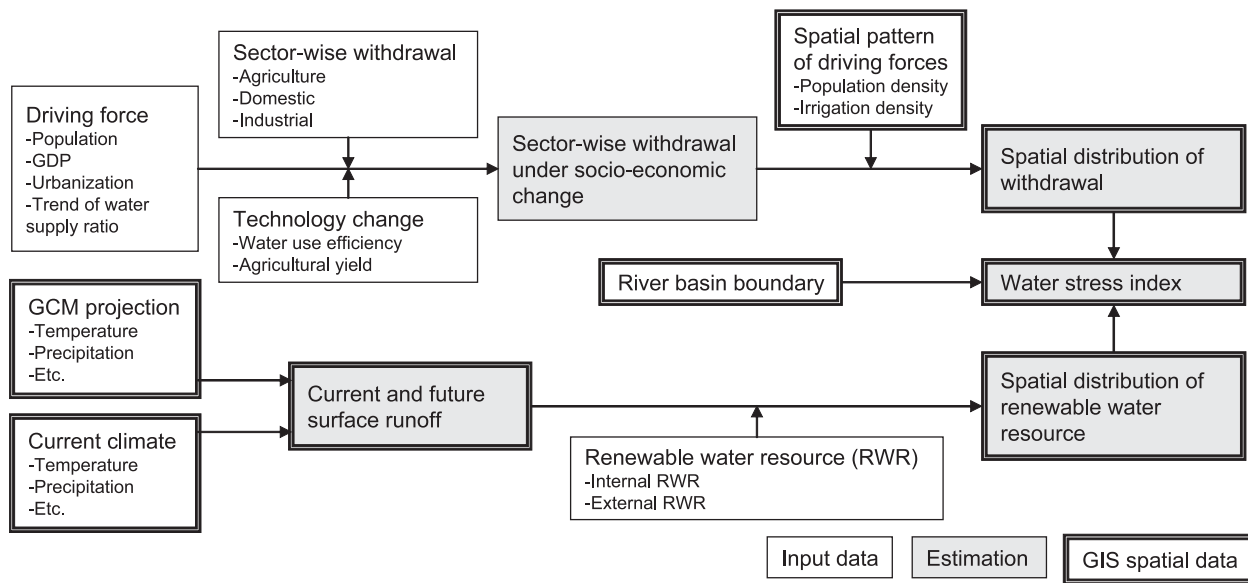 Sector-wise withdrawal
-Agriculture
-Domestic
-Industrial
Spatial pattern
of driving forces
-Population density
-Irrigation density
Driving force
-Population
-GDP
-Urbanization
-Trend of water
supply ratio
Sector-wise withdrawal
under socio-economic
change
Spatial distribution of
withdrawal
Technology change
-Water use efficiency
-Agricultural yield
River basin boundary
Water stress index
GCM projection
-Temperature
-Precipitation
-Etc.
Current and future
surface runoff
Spatial distribution of
renewable water
resource
Current climate
-Temperature
-Precipitation
-Etc.
Renewable water resource (RWR)
-Internal RWR
-External RWR
Input data
Estimation
GIS spatial data